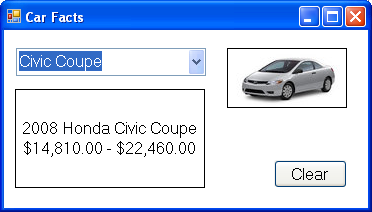 Car Facts
Civic Coupe
2008 Honda Civic Coupe
$14,810.00 - $22,460.00
Clear